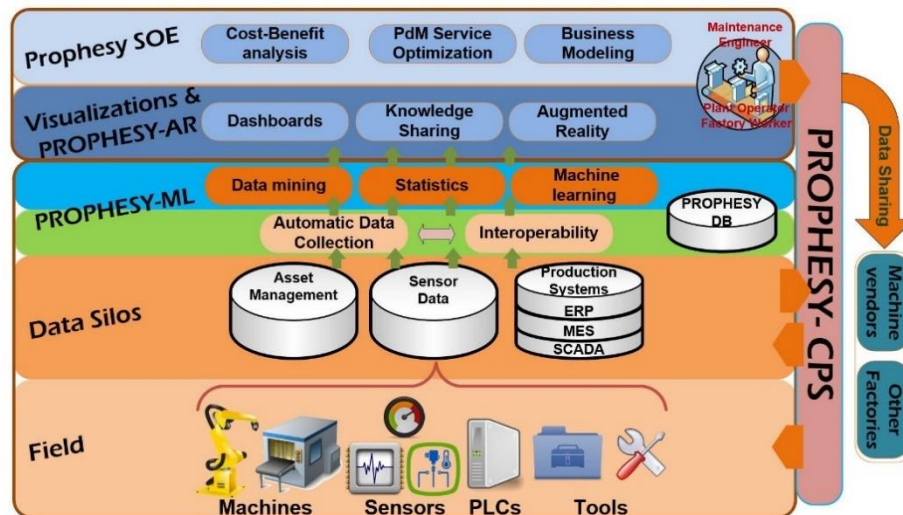 Prophesy SOE
Cost-Benefit
analysis
PdM Service
Optimization
Business
Modeling
Maintenance
Engineer
Plant Operator
Factory Worker
Visualizations &
PROPHESY-AR
Dashboards
Knowledge
Sharing
Augmented
Reality
PROPHESY-ML
Data mining
Statistics
Machine
learning
Automatic Data
Collection
Interoperability
PROPHESY
DB
Data Silos
Asset
Management
Sensor
Data
Production
Systems
ERP
MES
SCADA
Field
Machines
Sensors
PLCs
Tools
PROPHESY-CPS
Data Sharing
Machine
vendors
Other
Factories